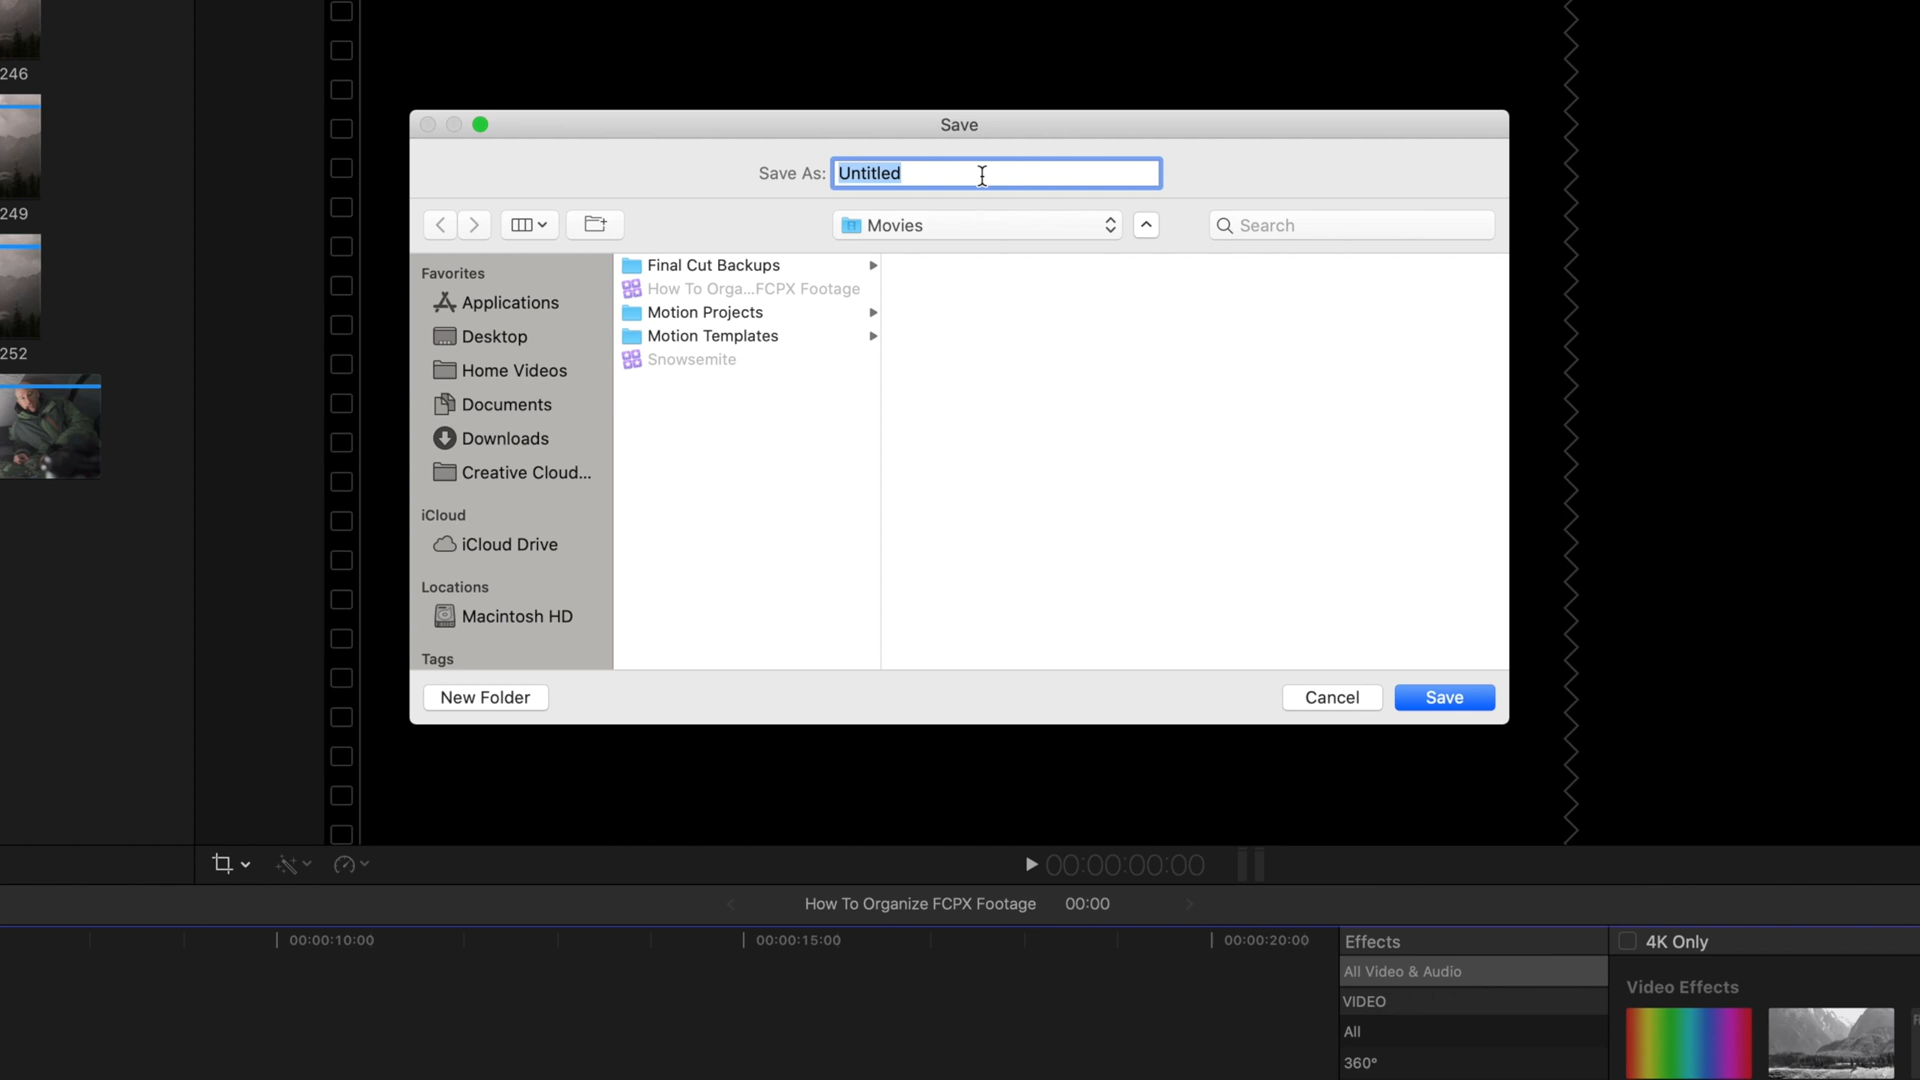 246
249
252
Save
Save As: Untitled
Movies
Search
Favorites
Applications
Desktop
Home Videos
Documents
Downloads
Creative Cloud...
iCloud
iCloud Drive
Locations
Macintosh HD
Tags
Final Cut Backups
How To Orga...FCPX Footage
Motion Projects
Motion Templates
Snowsemite
New Folder
Cancel
Save
00:00:00:00
How To Organize FCPX Footage 00:00
00:00:10:00
00:00:15:00
00:00:20:00
Effects
4K Only
All Video & Audio
VIDEO
All
360°
Video Effects